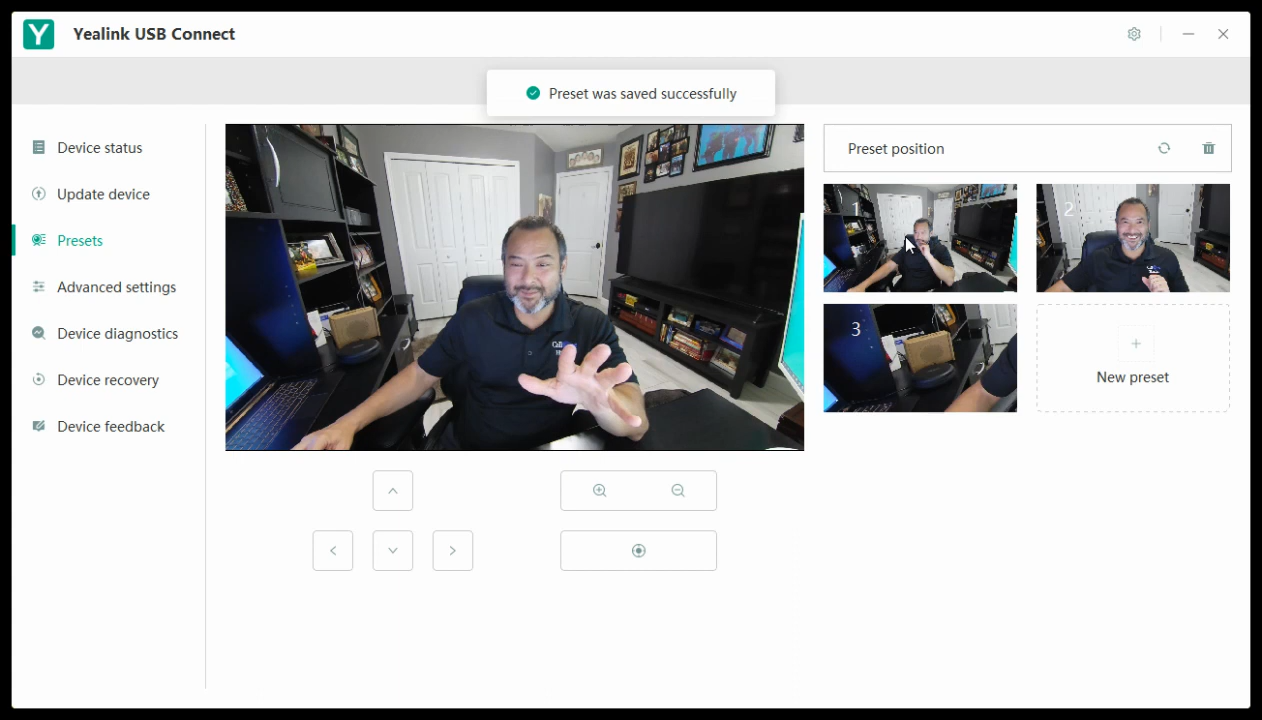 Y Yealink USB Connect
Preset was saved successfully
Device status
Update device
Presets
Advanced settings
Device diagnostics
Device recovery
Device feedback
Preset position
1
2
3
New preset